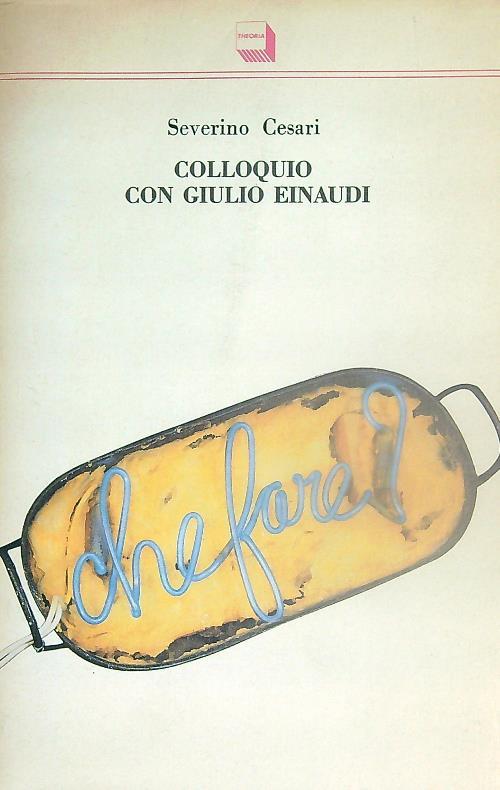 THEORIA
Severino Cesari
COLLOQUIO
CON GIULIO EINAUDI
che fare?